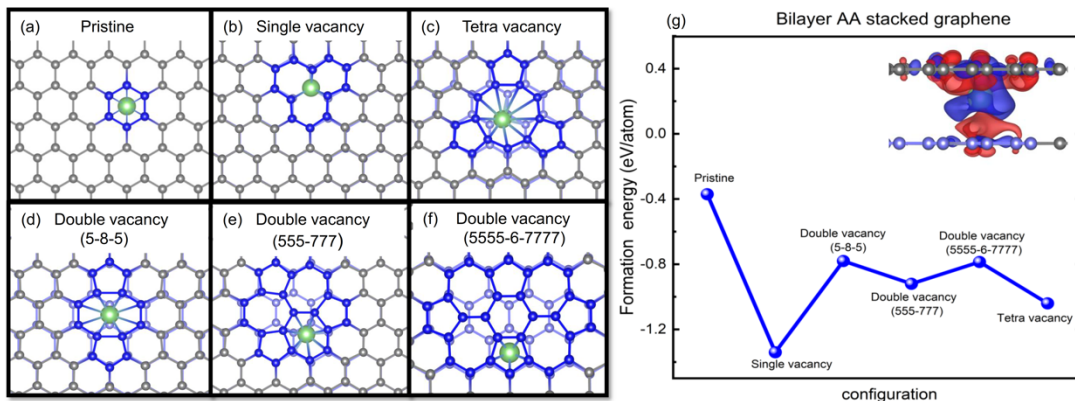 (a) Pristine
(b) Single vacancy
(c) Tetra vacancy
(d) Double vacancy
(5-8-5)
(e) Double vacancy
(555-777)
(f) Double vacancy
(5555-6-7777)
(g) Bilayer AA stacked graphene
Formation energy (eV/atom)
0.4
0.0
-0.4
-0.8
-1.2
Pristine
Single vacancy
Double vacancy
(5-8-5)
Double vacancy
(555-777)
Double vacancy
(5555-6-7777)
Tetra vacancy
configuration